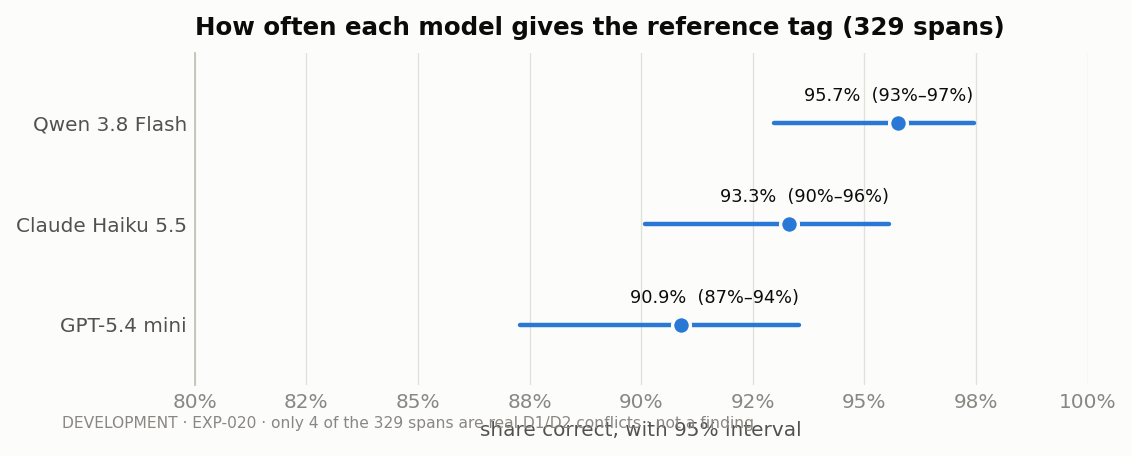 How often each model gives the reference tag (329 spans)
95.7%  (93%–97%)
Qwen 3.8 Flash
93.3%  (90%–96%)
Claude Haiku 5.5
90.9%  (87%–94%)
GPT-5.4 mini
80% 82% 85% 88% 90% 92% 95% 98% 100%
DEVELOPMENT · EXP-020 · only 4 of the 329 spans are real D1/D2 conflicts · not a finding
share correct, with 95% interval